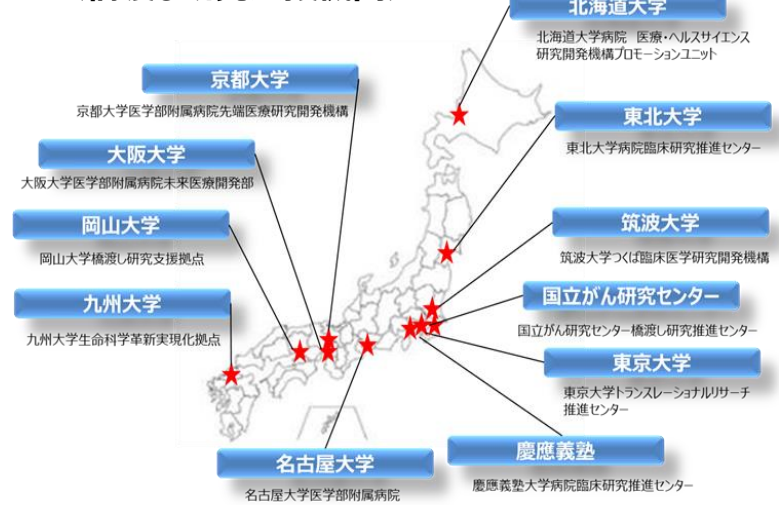 北海道大学
北海道大学病院 医療・ヘルスサイエンス
研究開発機構プロモーションユニット
京都大学
京都大学医学部附属病院先端医療研究開発機構
東北大学
東北大学病院臨床研究推進センター
大阪大学
大阪大学医学部附属病院未来医療開発部
岡山大学
岡山大学橋渡し研究支援拠点
筑波大学
筑波大学つくば臨床医学研究開発機構
九州大学
九州大学生命科学革新実現化拠点
国立がん研究センター
国立がん研究センター橋渡し研究推進センター
東京大学
東京大学トランスレーショナルリサーチ
推進センター
慶應義塾
慶應義塾大学病院臨床研究推進センター
名古屋大学
名古屋大学医学部附属病院